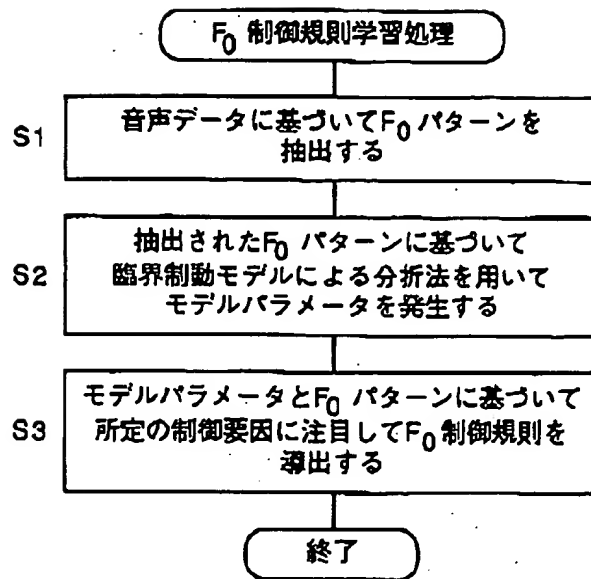 F0 制御規則学習処理
S1
音声データに基づいてF0 パターンを
抽出する
S2
抽出されたF0 パターンに基づいて
臨界制動モデルによる分折法を用いて
モデルパラメータを発生する
S3
モデルパラメータとF0 パターンに基づいて
所定の制御要因に注目してF0 制御規則を
導出する
終了